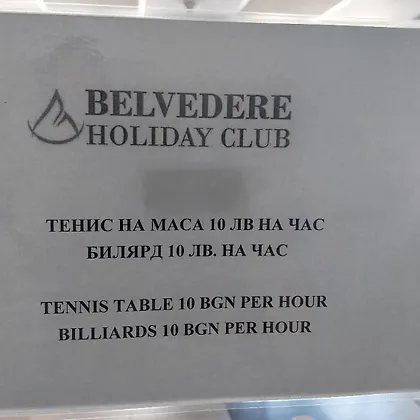 BELVEDERE
HOLIDAY CLUB
ТЕНИС НА МАСА 10 ЛВ НА ЧАС
БИЛЯРД 10 ЛВ. НА ЧАС
TENNIS TABLE 10 BGN PER HOUR
BILLIARDS 10 BGN PER HOUR